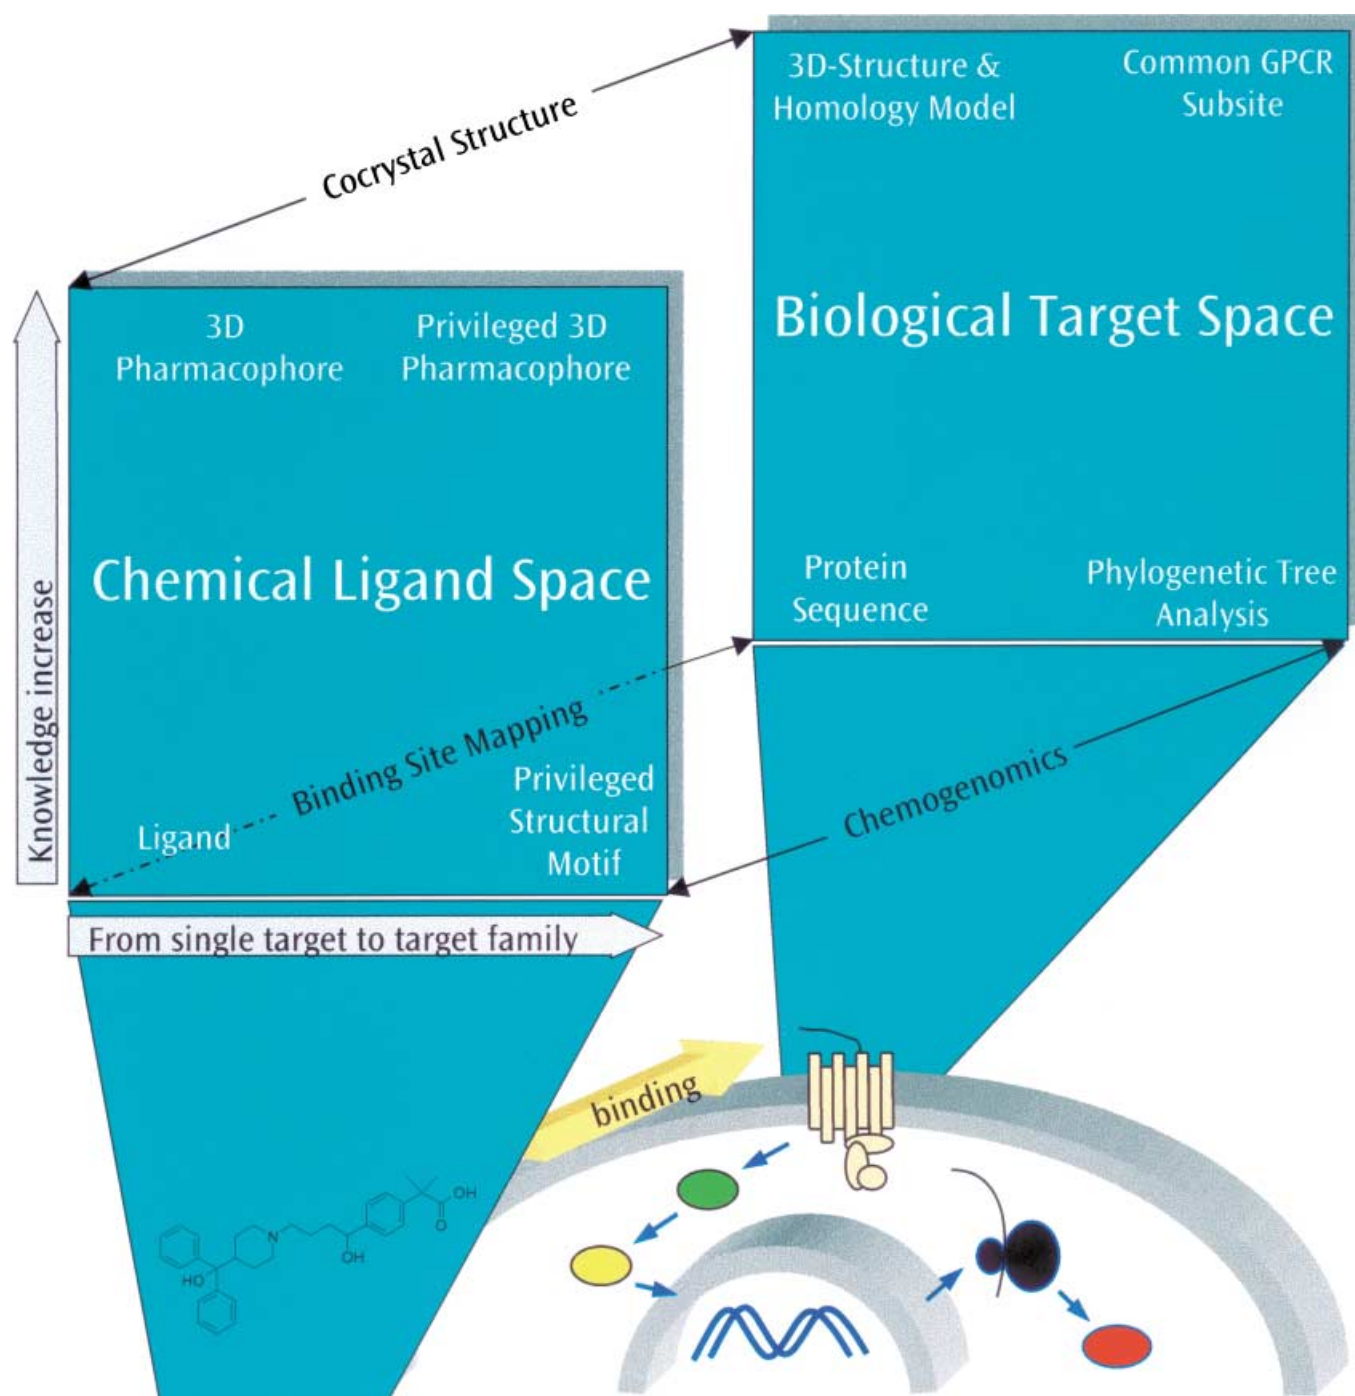 3D-Structure &
Homology Model
Common GPCR
Subsite
Cocrystal Structure
Biological Target Space
3D
Pharmacophore
Privileged 3D
Pharmacophore
Chemical Ligand Space
Protein
Sequence
Phylogenetic Tree
Analysis
Knowledge increase
Binding Site Mapping
Chemogenomics
Privileged
Structural
Motif
Ligand
From single target to target family
binding
OH
O
N
OH
HO